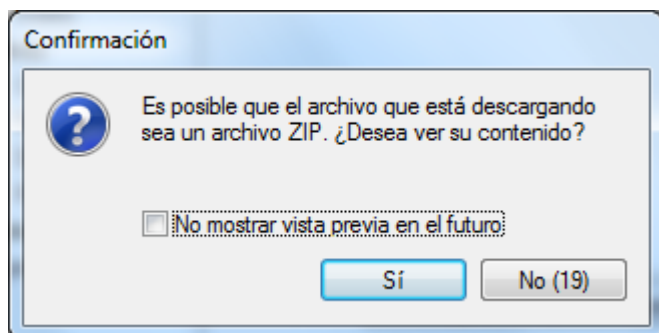 Confirmación
Es posible que el archivo que está descargando
sea un archivo ZIP. ¿Desea ver su contenido?
No mostrar vista previa en el futuro
Sí
No (19)